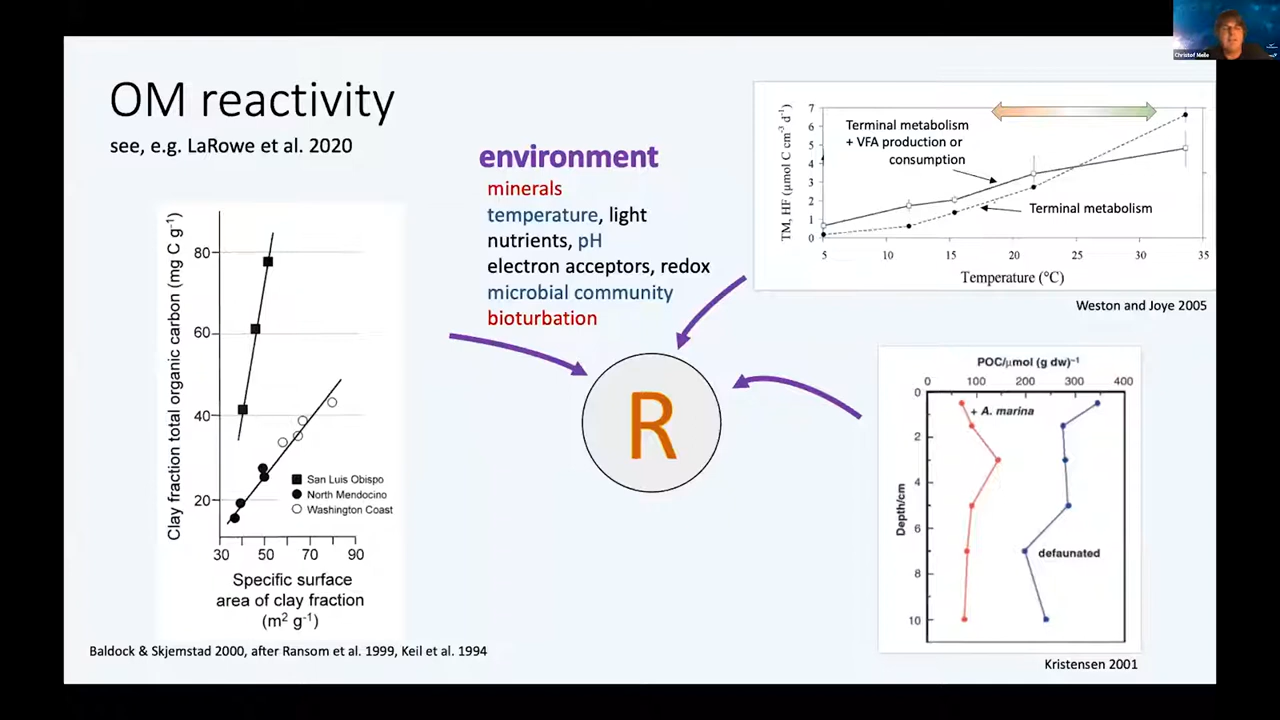 OM reactivity
see, e.g. LaRowe et al. 2020
Clay fraction total organic carbon (mg C g⁻¹)
80
60
40
20
San Luis Obispo
North Mendocino
Washington Coast
30 50 70 90
Specific surface
area of clay fraction
(m² g⁻¹)
Baldock & Skjemstad 2000, after Ransom et al. 1999, Keil et al. 1994
environment
minerals
temperature, light
nutrients, pH
electron acceptors, redox
microbial community
bioturbation
R
TM, HF (µmol C cm⁻³ d⁻¹)
7
6
5
4
3
2
1
0
Terminal metabolism
+ VFA production or
consumption
Terminal metabolism
5 10 15 20 25 30 35
Temperature (°C)
Weston and Joye 2005
POC/µmol (g dw)⁻¹
0 100 200 300 400
Depth/cm
0
2
4
6
8
10
+ A. marina
defaunated
Kristensen 2001
Christof Meile